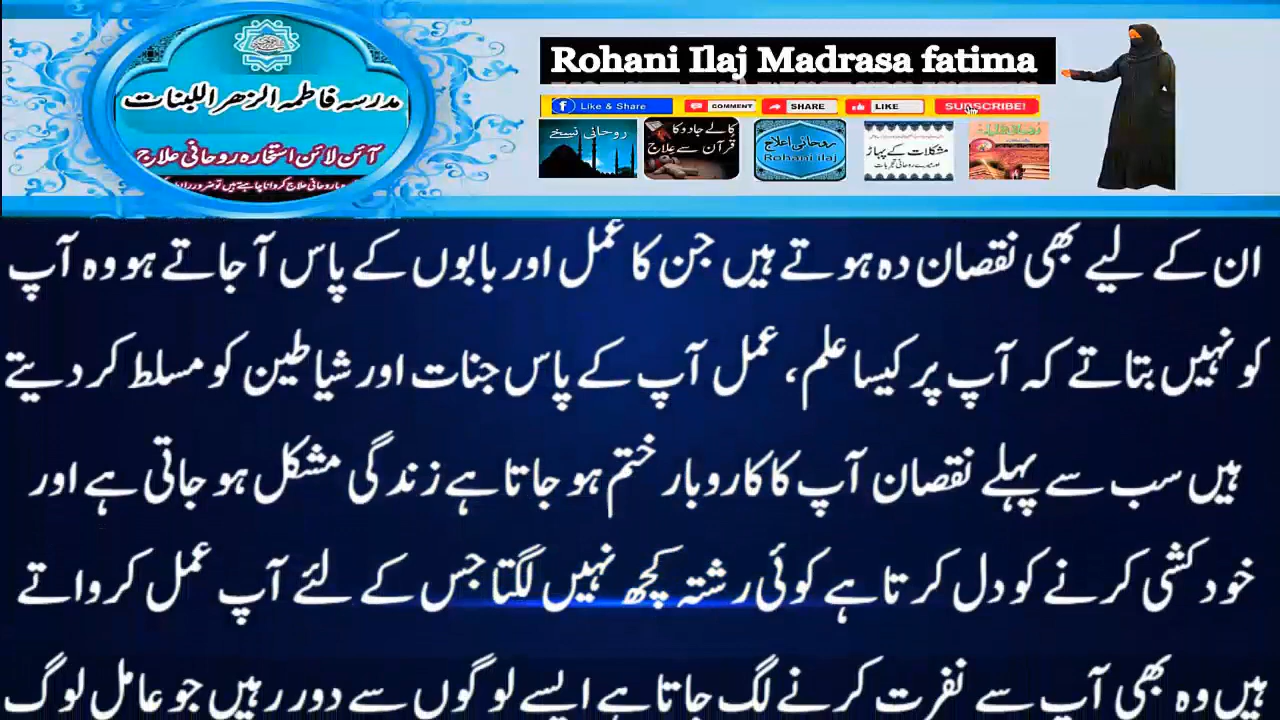 مدرسہ فاطمہ الزھرا للبنات
آئن لائن استخارہ روحانی علاج
Rohani Ilaj Madrasa fatima
Like & Share
COMMENT
SHARE
LIKE
SUBSCRIBE!
روحانی نسخے
کالے جادو کا
قرآن سے علاج
روحانی علاج
Rohani Ilaj
مشکلات کے پہاڑ
ان کے لیے بھی نقصان دہ ہوتے ہیں جن کا عمل اور بابوں کے پاس آ جاتے ہو وہ آپ
کو نہیں بتاتے کہ آپ پر کیسا علم، عمل آپ کے پاس جنات اور شیاطین کو مسلط کر دیتے
ہیں سب سے پہلے نقصان آپ کا کاروبار ختم ہو جاتا ہے زندگی مشکل ہو جاتی ہے اور
خودکشی کرنے کو دل کرتا ہے کوئی رشتہ کچھ نہیں لگتا جس کے لئے آپ عمل کرواتے
ہیں وہ بھی آپ سے نفرت کرنے لگ جاتا ہے ایسے لوگوں سے دور رہیں جو عامل لوگ